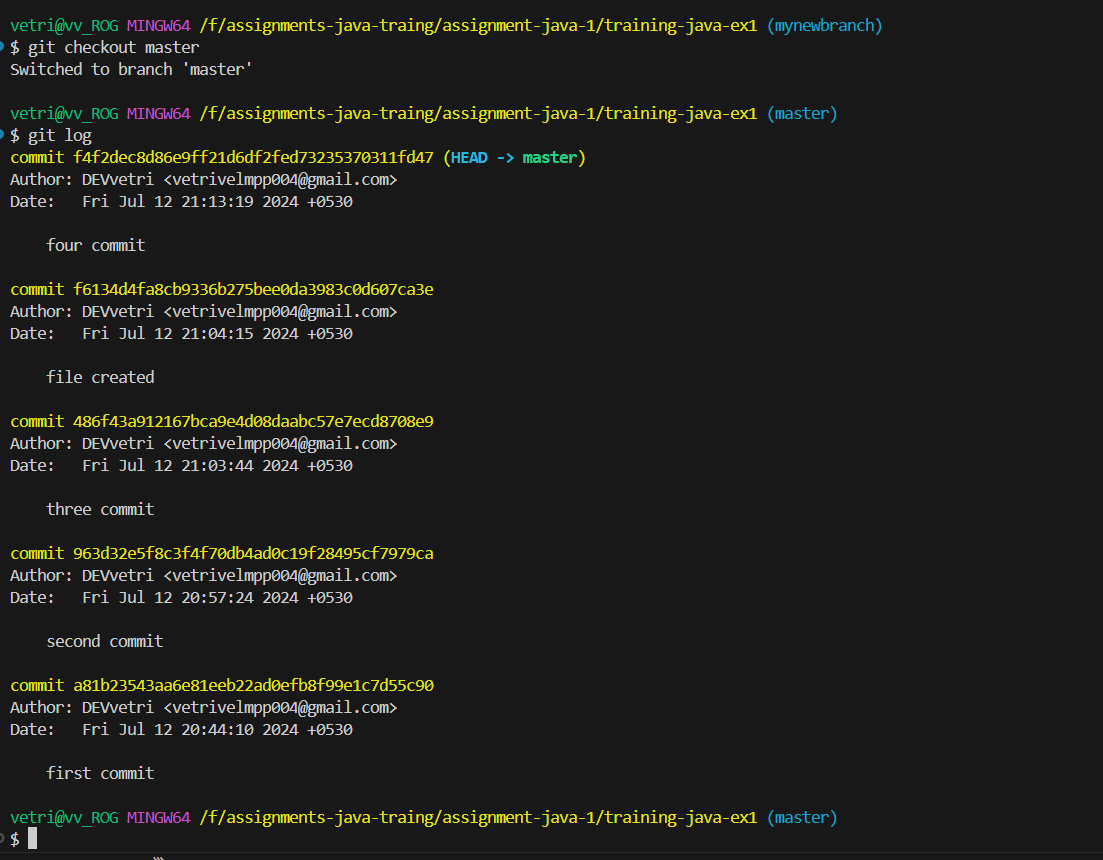 vetri@vv_ROG MINGW64 /f/assignments-java-traing/assignment-java-1/training-java-ex1 (mynewbranch)
$ git checkout master
Switched to branch 'master'
vetri@vv_ROG MINGW64 /f/assignments-java-traing/assignment-java-1/training-java-ex1 (master)
$ git log
commit f4f2dec8d86e9ff21d6df2fed73235370311fd47 (HEAD -> master)
Author: DEVvetri <vetrivelmpp004@gmail.com>
Date:   Fri Jul 12 21:13:19 2024 +0530
    four commit
commit f6134d4fa8cb9336b275bee0da3983c0d607ca3e
Author: DEVvetri <vetrivelmpp004@gmail.com>
Date:   Fri Jul 12 21:04:15 2024 +0530
    file created
commit 486f43a912167bca9e4d08daabc57e7ecd8708e9
Author: DEVvetri <vetrivelmpp004@gmail.com>
Date:   Fri Jul 12 21:03:44 2024 +0530
    three commit
commit 963d32e5f8c3f4f70db4ad0c19f28495cf7979ca
Author: DEVvetri <vetrivelmpp004@gmail.com>
Date:   Fri Jul 12 20:57:24 2024 +0530
    second commit
commit a81b23543aa6e81eeb22ad0efb8f99e1c7d55c90
Author: DEVvetri <vetrivelmpp004@gmail.com>
Date:   Fri Jul 12 20:44:10 2024 +0530
    first commit
vetri@vv_ROG MINGW64 /f/assignments-java-traing/assignment-java-1/training-java-ex1 (master)
$